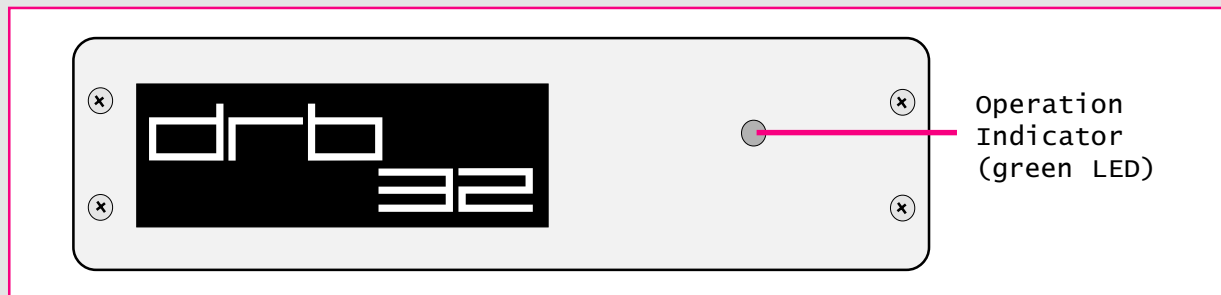 drb
32
Operation
Indicator
(green LED)